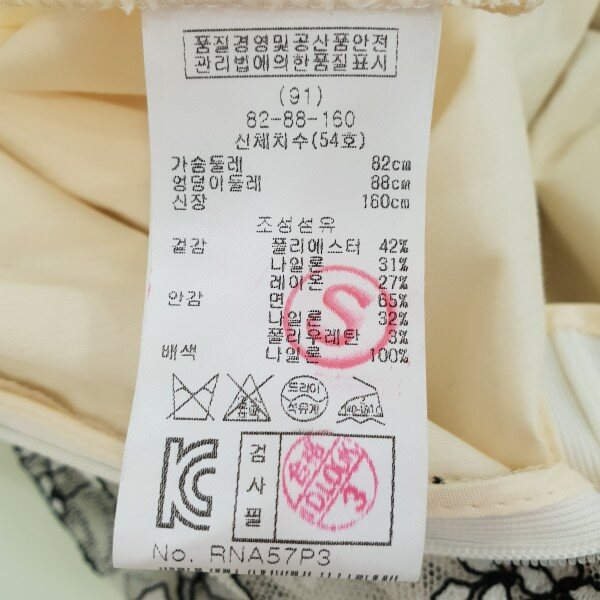 품질경영및공산품안전
관리법에의한품질표시
(91)
82-88-160
신체치수(54호)
가슴둘레 82cm
엉덩이둘레 88cm
신장 160cm
조성섬유
겉감 폴리에스터 42%
나일론 31%
레이온 27%
안감 면 65%
나일론 32%
폴리우레탄 3%
배색 나일론 100%
S
드라이
석유계
KC
검사필
3
No. RNA57P3